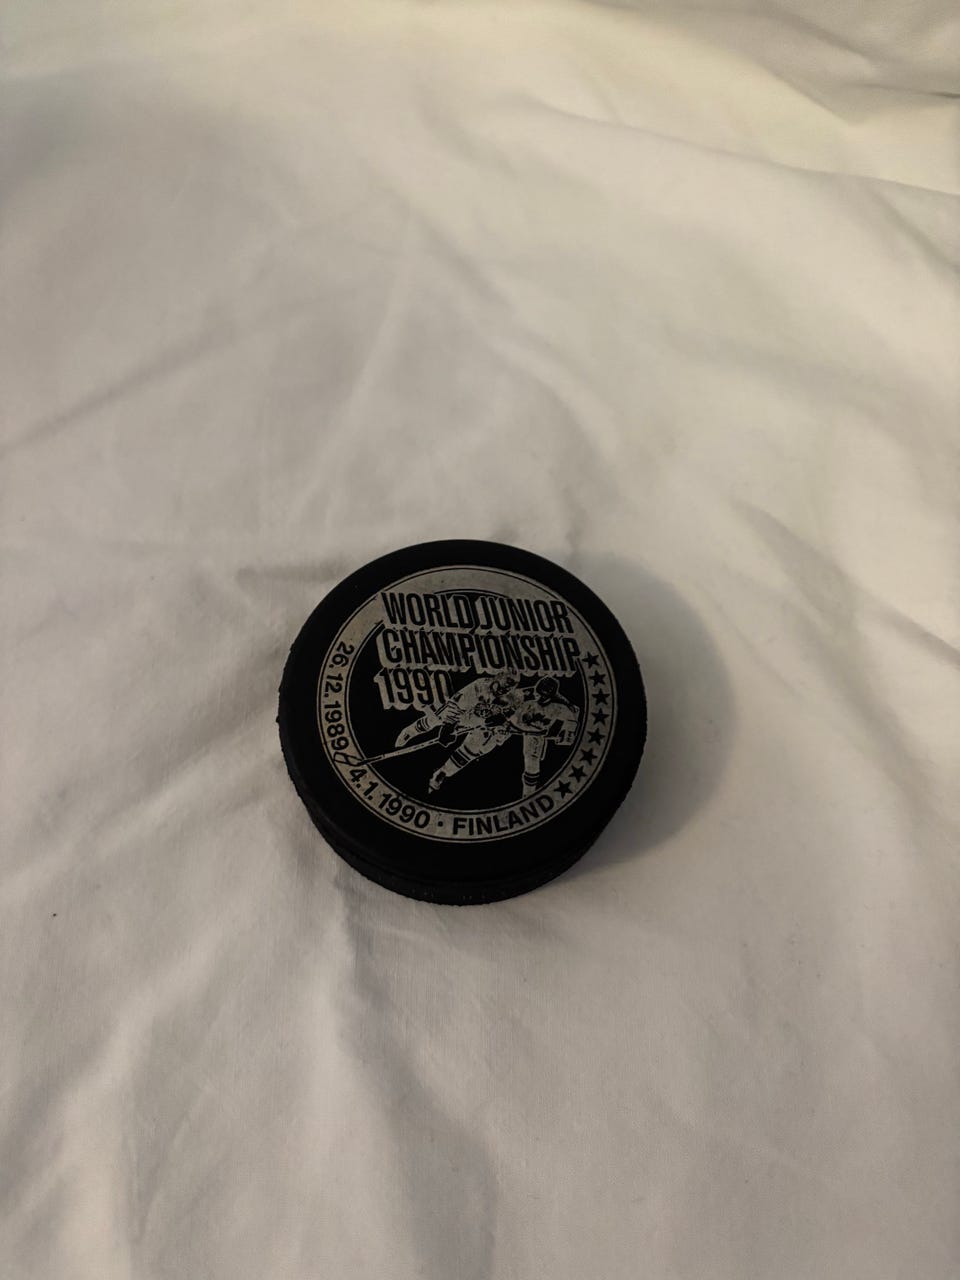 WORLD JUNIOR
CHAMPIONSHIP
1990
26.12.1989
4.1.1990 · FINLAND